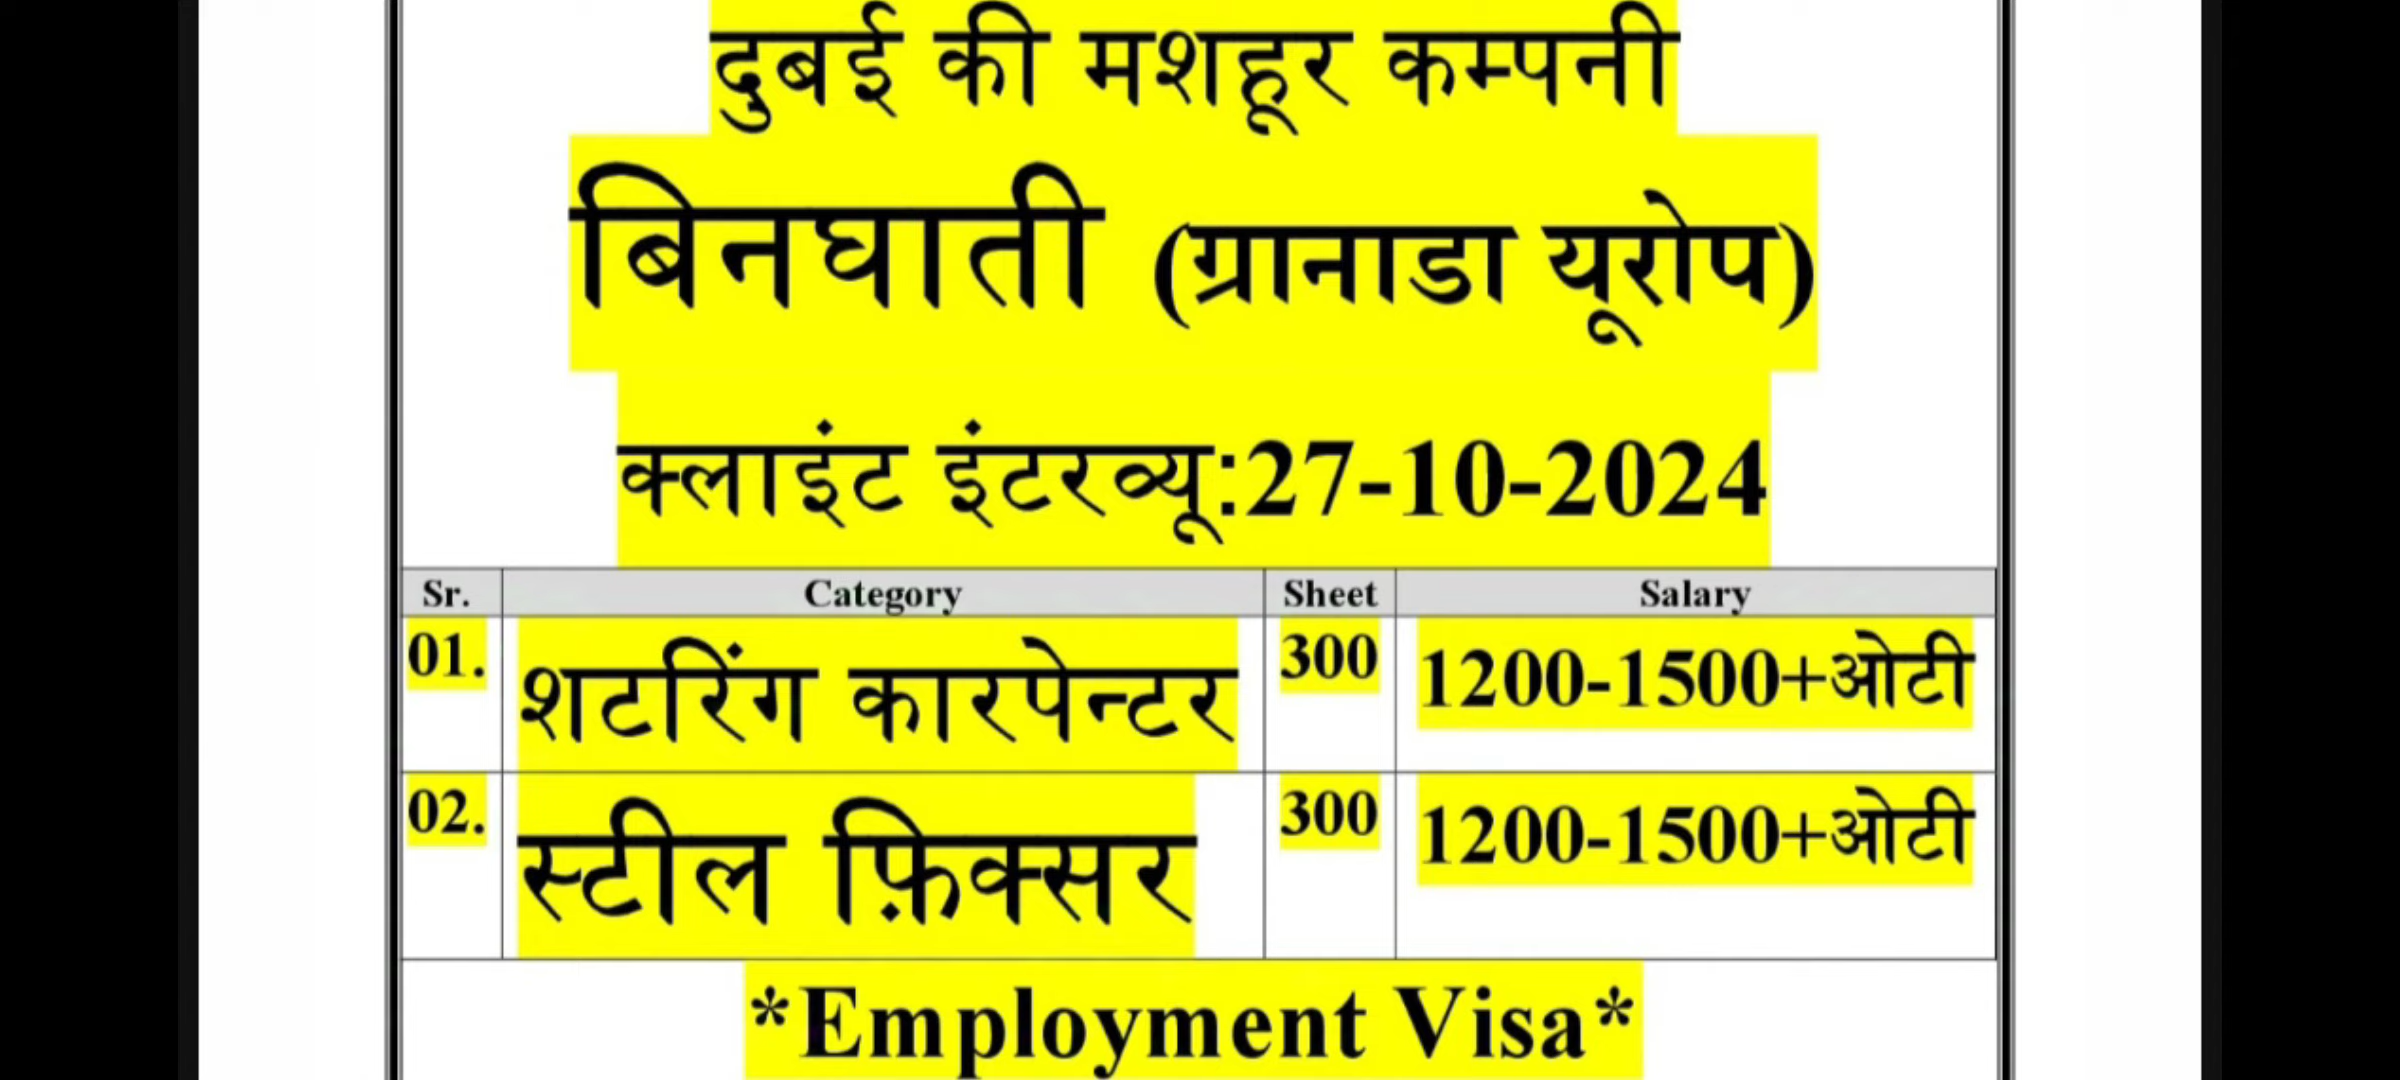 दुबई की मशहूर कम्पनी
बिनघाती (ग्रानाडा यूरोप)
क्लाइंट इंटरव्यू:27-10-2024
Sr. Category Sheet Salary
01. शटरिंग कारपेन्टर 300 1200-1500+ओटी
02. स्टील फ़िक्सर 300 1200-1500+ओटी
*Employment Visa*